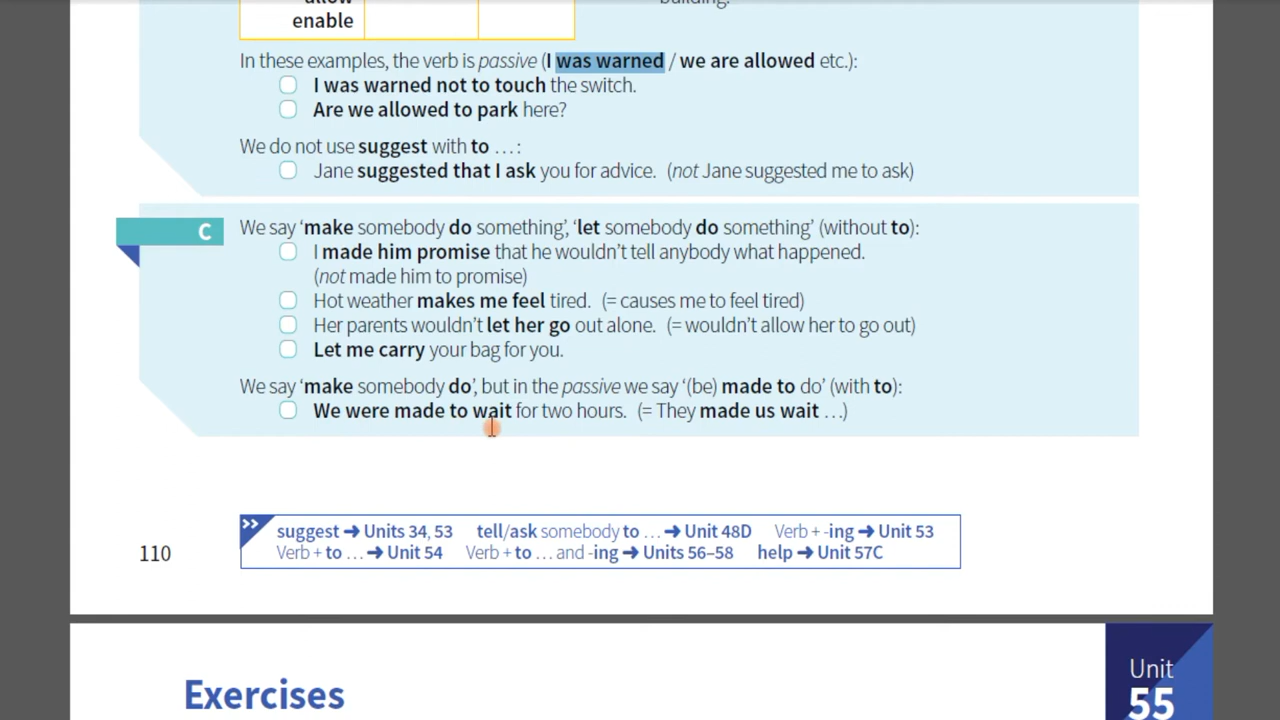 allow
enable
building.
In these examples, the verb is passive (I was warned / we are allowed etc.):
I was warned not to touch the switch.
Are we allowed to park here?
We do not use suggest with to … :
Jane suggested that I ask you for advice. (not Jane suggested me to ask)
C
We say ‘make somebody do something’, ‘let somebody do something’ (without to):
I made him promise that he wouldn’t tell anybody what happened.
(not made him to promise)
Hot weather makes me feel tired. (= causes me to feel tired)
Her parents wouldn’t let her go out alone. (= wouldn’t allow her to go out)
Let me carry your bag for you.
We say ‘make somebody do’, but in the passive we say ‘(be) made to do’ (with to):
We were made to wait for two hours. (= They made us wait …)
suggest ➜ Units 34, 53 tell/ask somebody to … ➜ Unit 48D Verb + -ing ➜ Unit 53
Verb + to … ➜ Unit 54 Verb + to … and -ing ➜ Units 56–58 help ➜ Unit 57C
110
Exercises
Unit
55